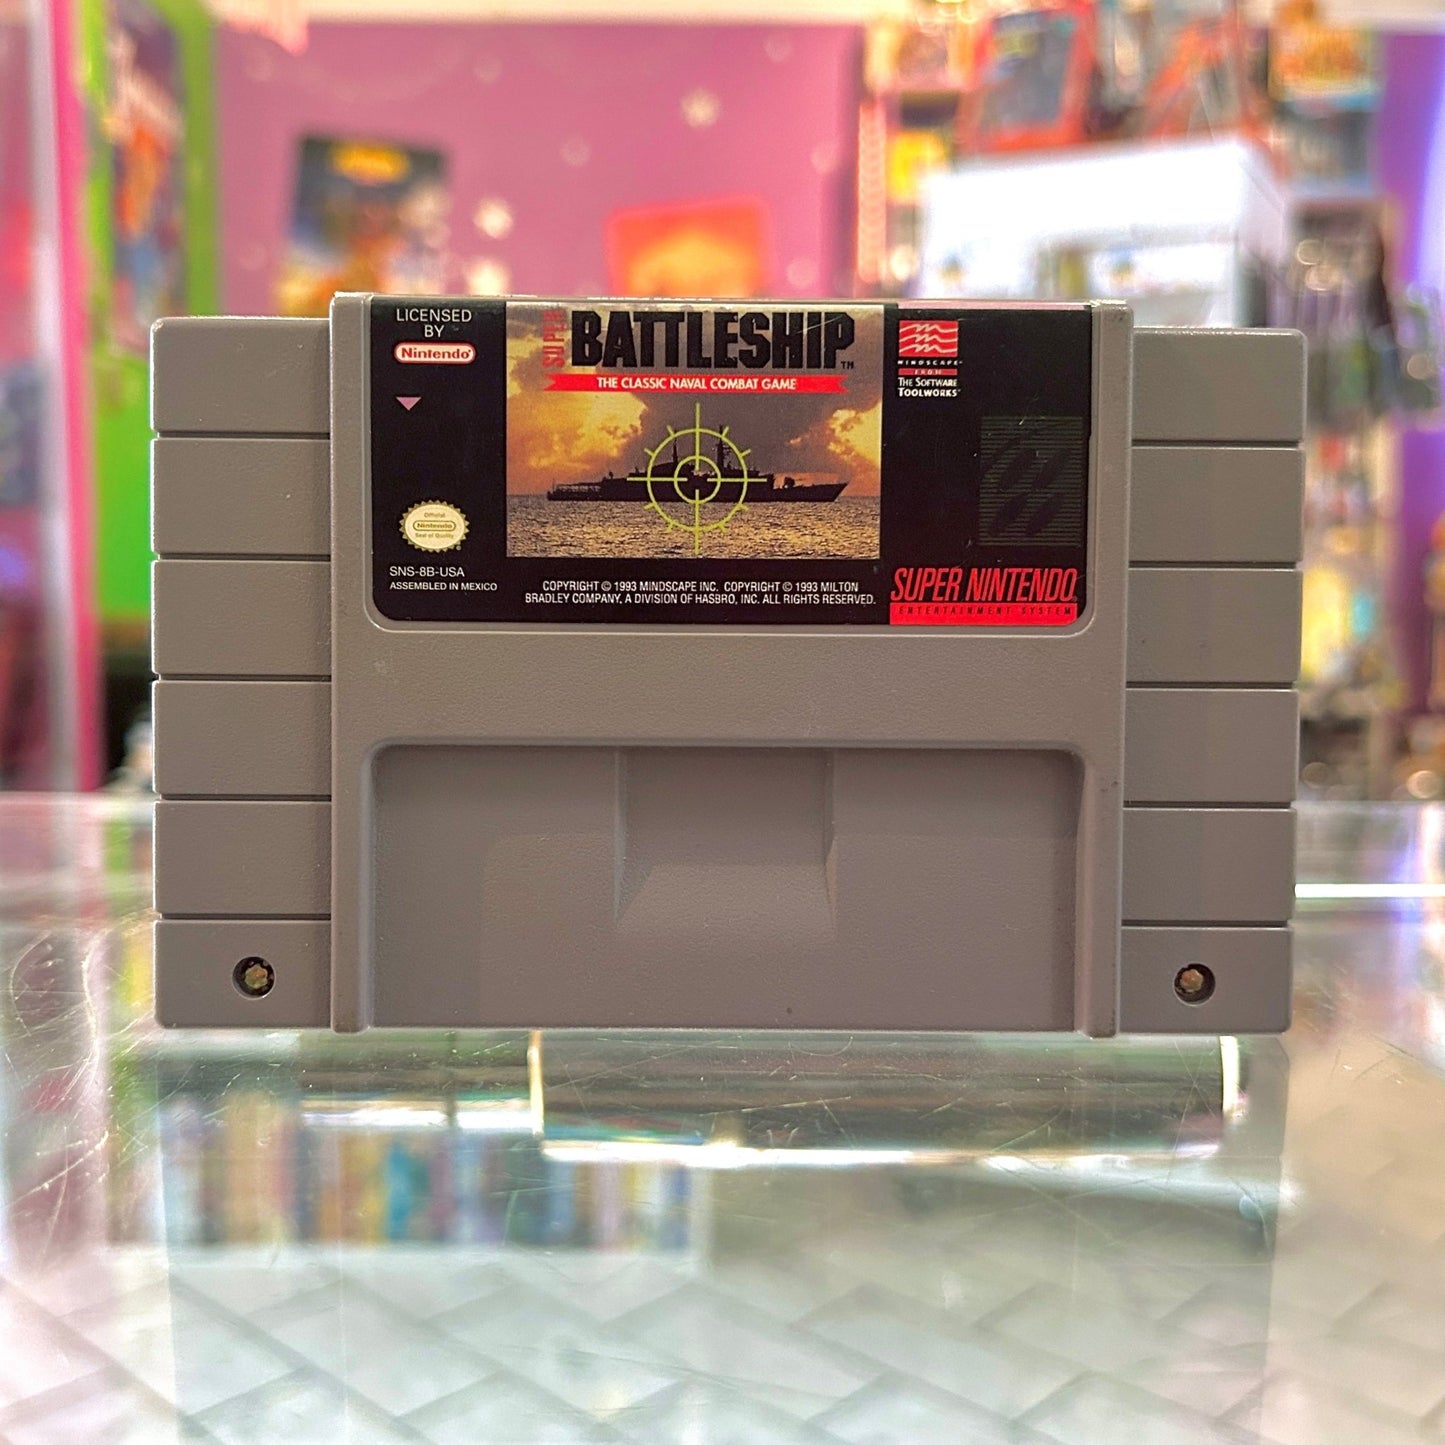 LICENSED
BY
Nintendo®
Official
Nintendo
Seal of Quality
SNS-8B-USA
ASSEMBLED IN MEXICO
SUPER
BATTLESHIP™
THE CLASSIC NAVAL COMBAT GAME
COPYRIGHT © 1993 MINDSCAPE INC. COPYRIGHT © 1993 MILTON
BRADLEY COMPANY, A DIVISION OF HASBRO, INC. ALL RIGHTS RESERVED.
MINDSCAPE®
FROM
THE SOFTWARE
TOOLWORKS®
SUPER NINTENDO®
ENTERTAINMENT SYSTEM